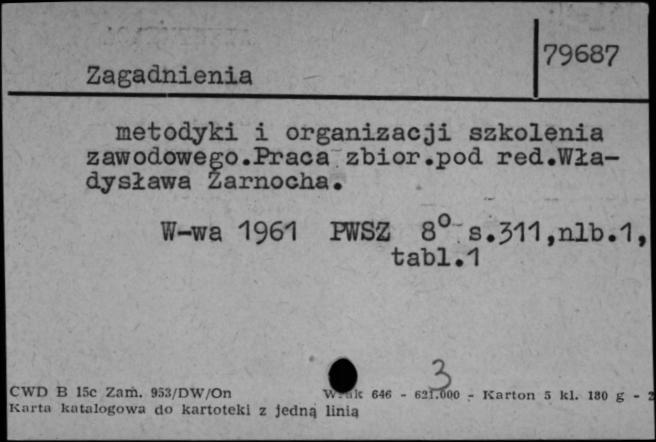 79687
Zagadnienia
metodyki i organizacji szkolenia
zawodowego.Praca zbior.pod red.Wła-
dysława Żarnocha.
W-wa 1961 PWSZ 8° s.311,nlb.1,
tabl.1
3
CWD B 15c Zam. 953/DW/On - 646 - 621.000 - Karton 5 kl. 180 g - 2
Karta katalogowa do kartoteki z jedną linią